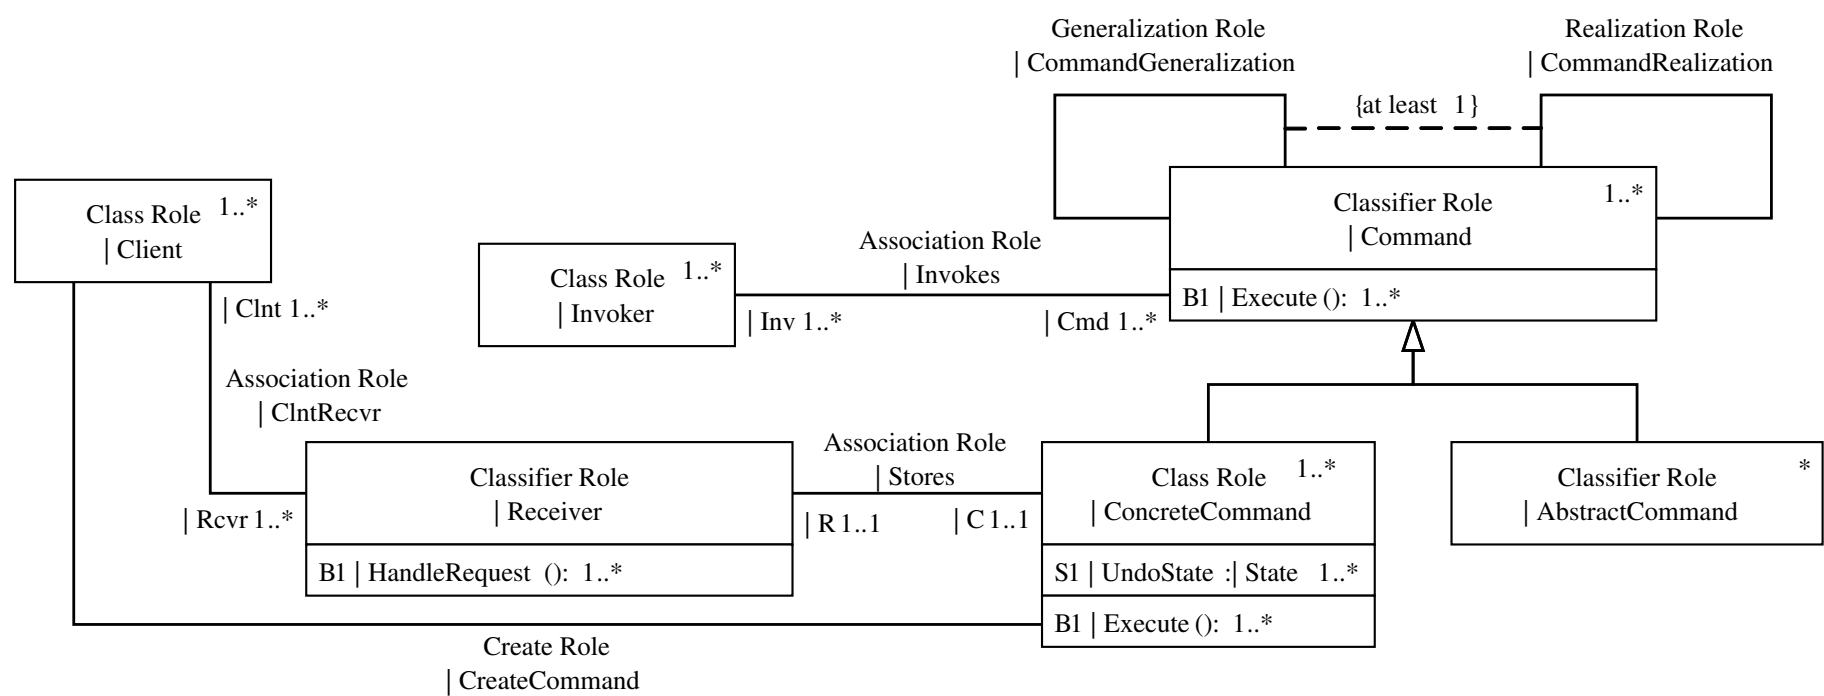 Generalization Role
| CommandGeneralization
Realization Role
| CommandRealization
{at least 1}
Class Role 1..*
| Client
Classifier Role 1..*
| Command
B1 | Execute (): 1..*
Association Role
| Invokes
Class Role 1..*
| Invoker
| Inv 1..*
| Cmd 1..*
| Clnt 1..*
Association Role
| ClntRecvr
Association Role
| Stores
Classifier Role
| Receiver
B1 | HandleRequest (): 1..*
| Rcvr 1..*
| R 1..1
| C 1..1
Class Role 1..*
| ConcreteCommand
S1 | UndoState :| State 1..*
B1 | Execute (): 1..*
Classifier Role *
| AbstractCommand
Create Role
| CreateCommand